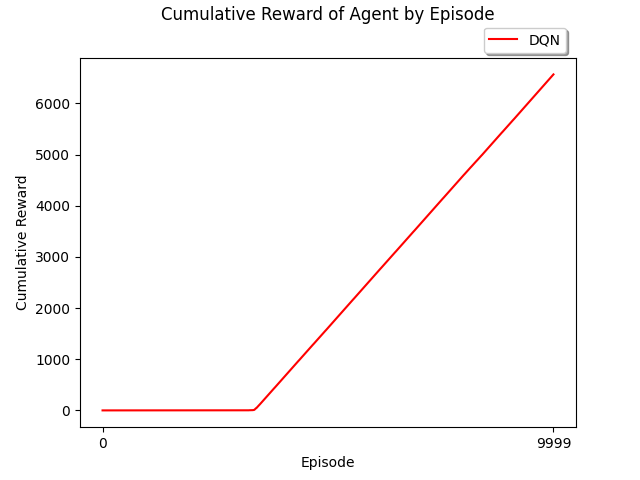 Cumulative Reward of Agent by Episode
DQN
6000
5000
4000
3000
2000
1000
0
Cumulative Reward
0
9999
Episode